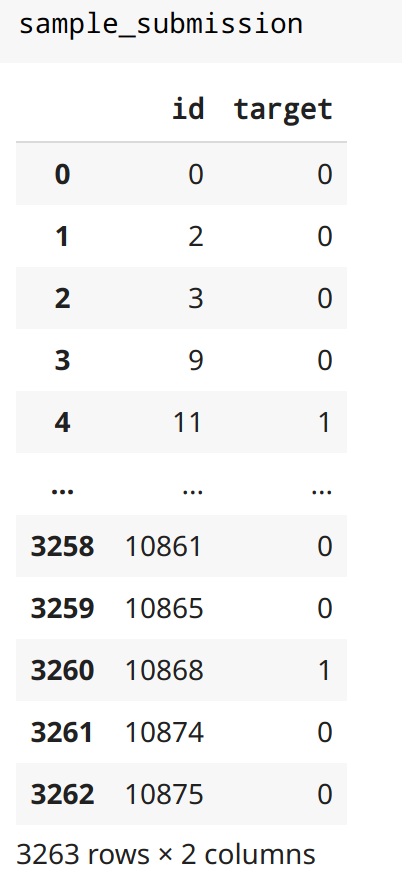 sample_submission
id target
0 0 0
1 2 0
2 3 0
3 9 0
4 11 1
... ... ...
3258 10861 0
3259 10865 0
3260 10868 1
3261 10874 0
3262 10875 0
3263 rows × 2 columns